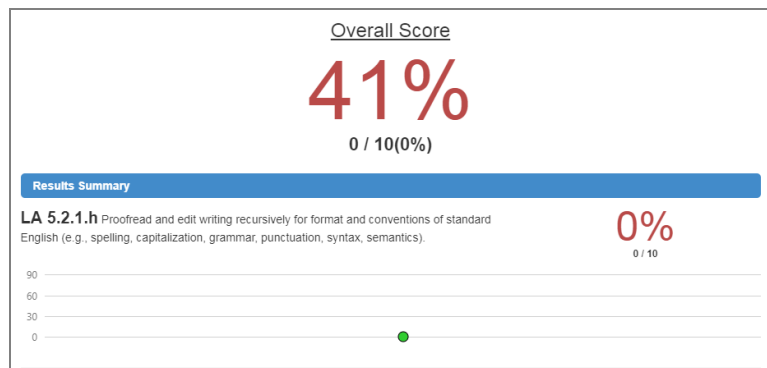 Overall Score
41%
0 / 10(0%)
Results Summary
LA 5.2.1.h Proofread and edit writing recursively for format and conventions of standard
English (e.g., spelling, capitalization, grammar, punctuation, syntax, semantics).
0%
0 / 10
90
60
30
0